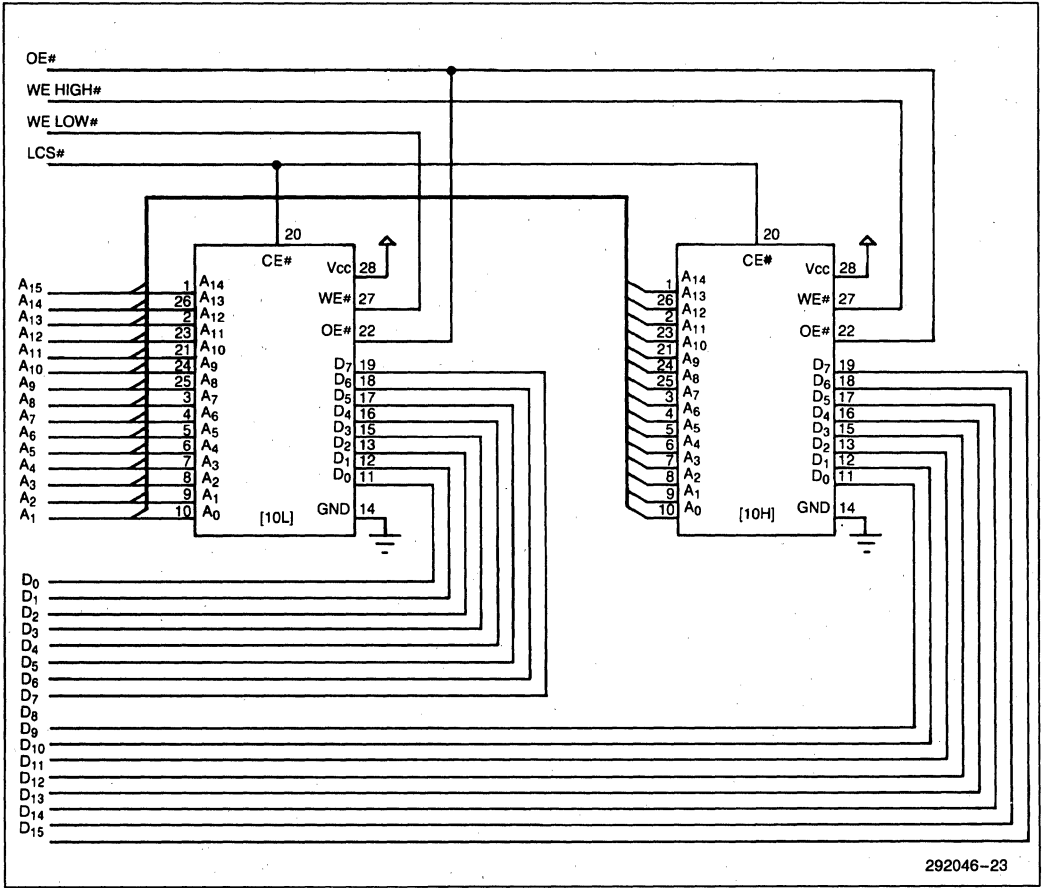 OE#
WE HIGH#
WE LOW#
LCS#
20
CE#
Vcc 28
WE# 27
OE# 22
D7 19
D6 18
D5 17
D4 16
D3 15
D2 13
D1 12
D0 11
GND 14
[10L]
A15 1 A14
A14 26 A13
A13 2 A12
A12 23 A11
A11 21 A10
A10 24 A9
A9 25 A8
A8 3 A7
A7 4 A6
A6 5 A5
A5 6 A4
A4 7 A3
A3 8 A2
A2 9 A1
A1 10 A0
20
CE#
Vcc 28
WE# 27
OE# 22
D7 19
D6 18
D5 17
D4 16
D3 15
D2 13
D1 12
D0 11
GND 14
[10H]
1 A14
26 A13
2 A12
23 A11
21 A10
24 A9
25 A8
3 A7
4 A6
5 A5
6 A4
7 A3
8 A2
9 A1
10 A0
D0
D1
D2
D3
D4
D5
D6
D7
D8
D9
D10
D11
D12
D13
D14
D15
292046-23